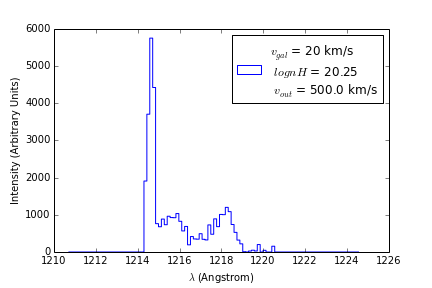 6000
5000
4000
3000
2000
1000
0
Intensity (Arbitrary Units)
v_gal = 20 km/s
lognH = 20.25
v_out = 500.0 km/s
1210 1212 1214 1216 1218 1220 1222 1224 1226
λ (Angstrom)